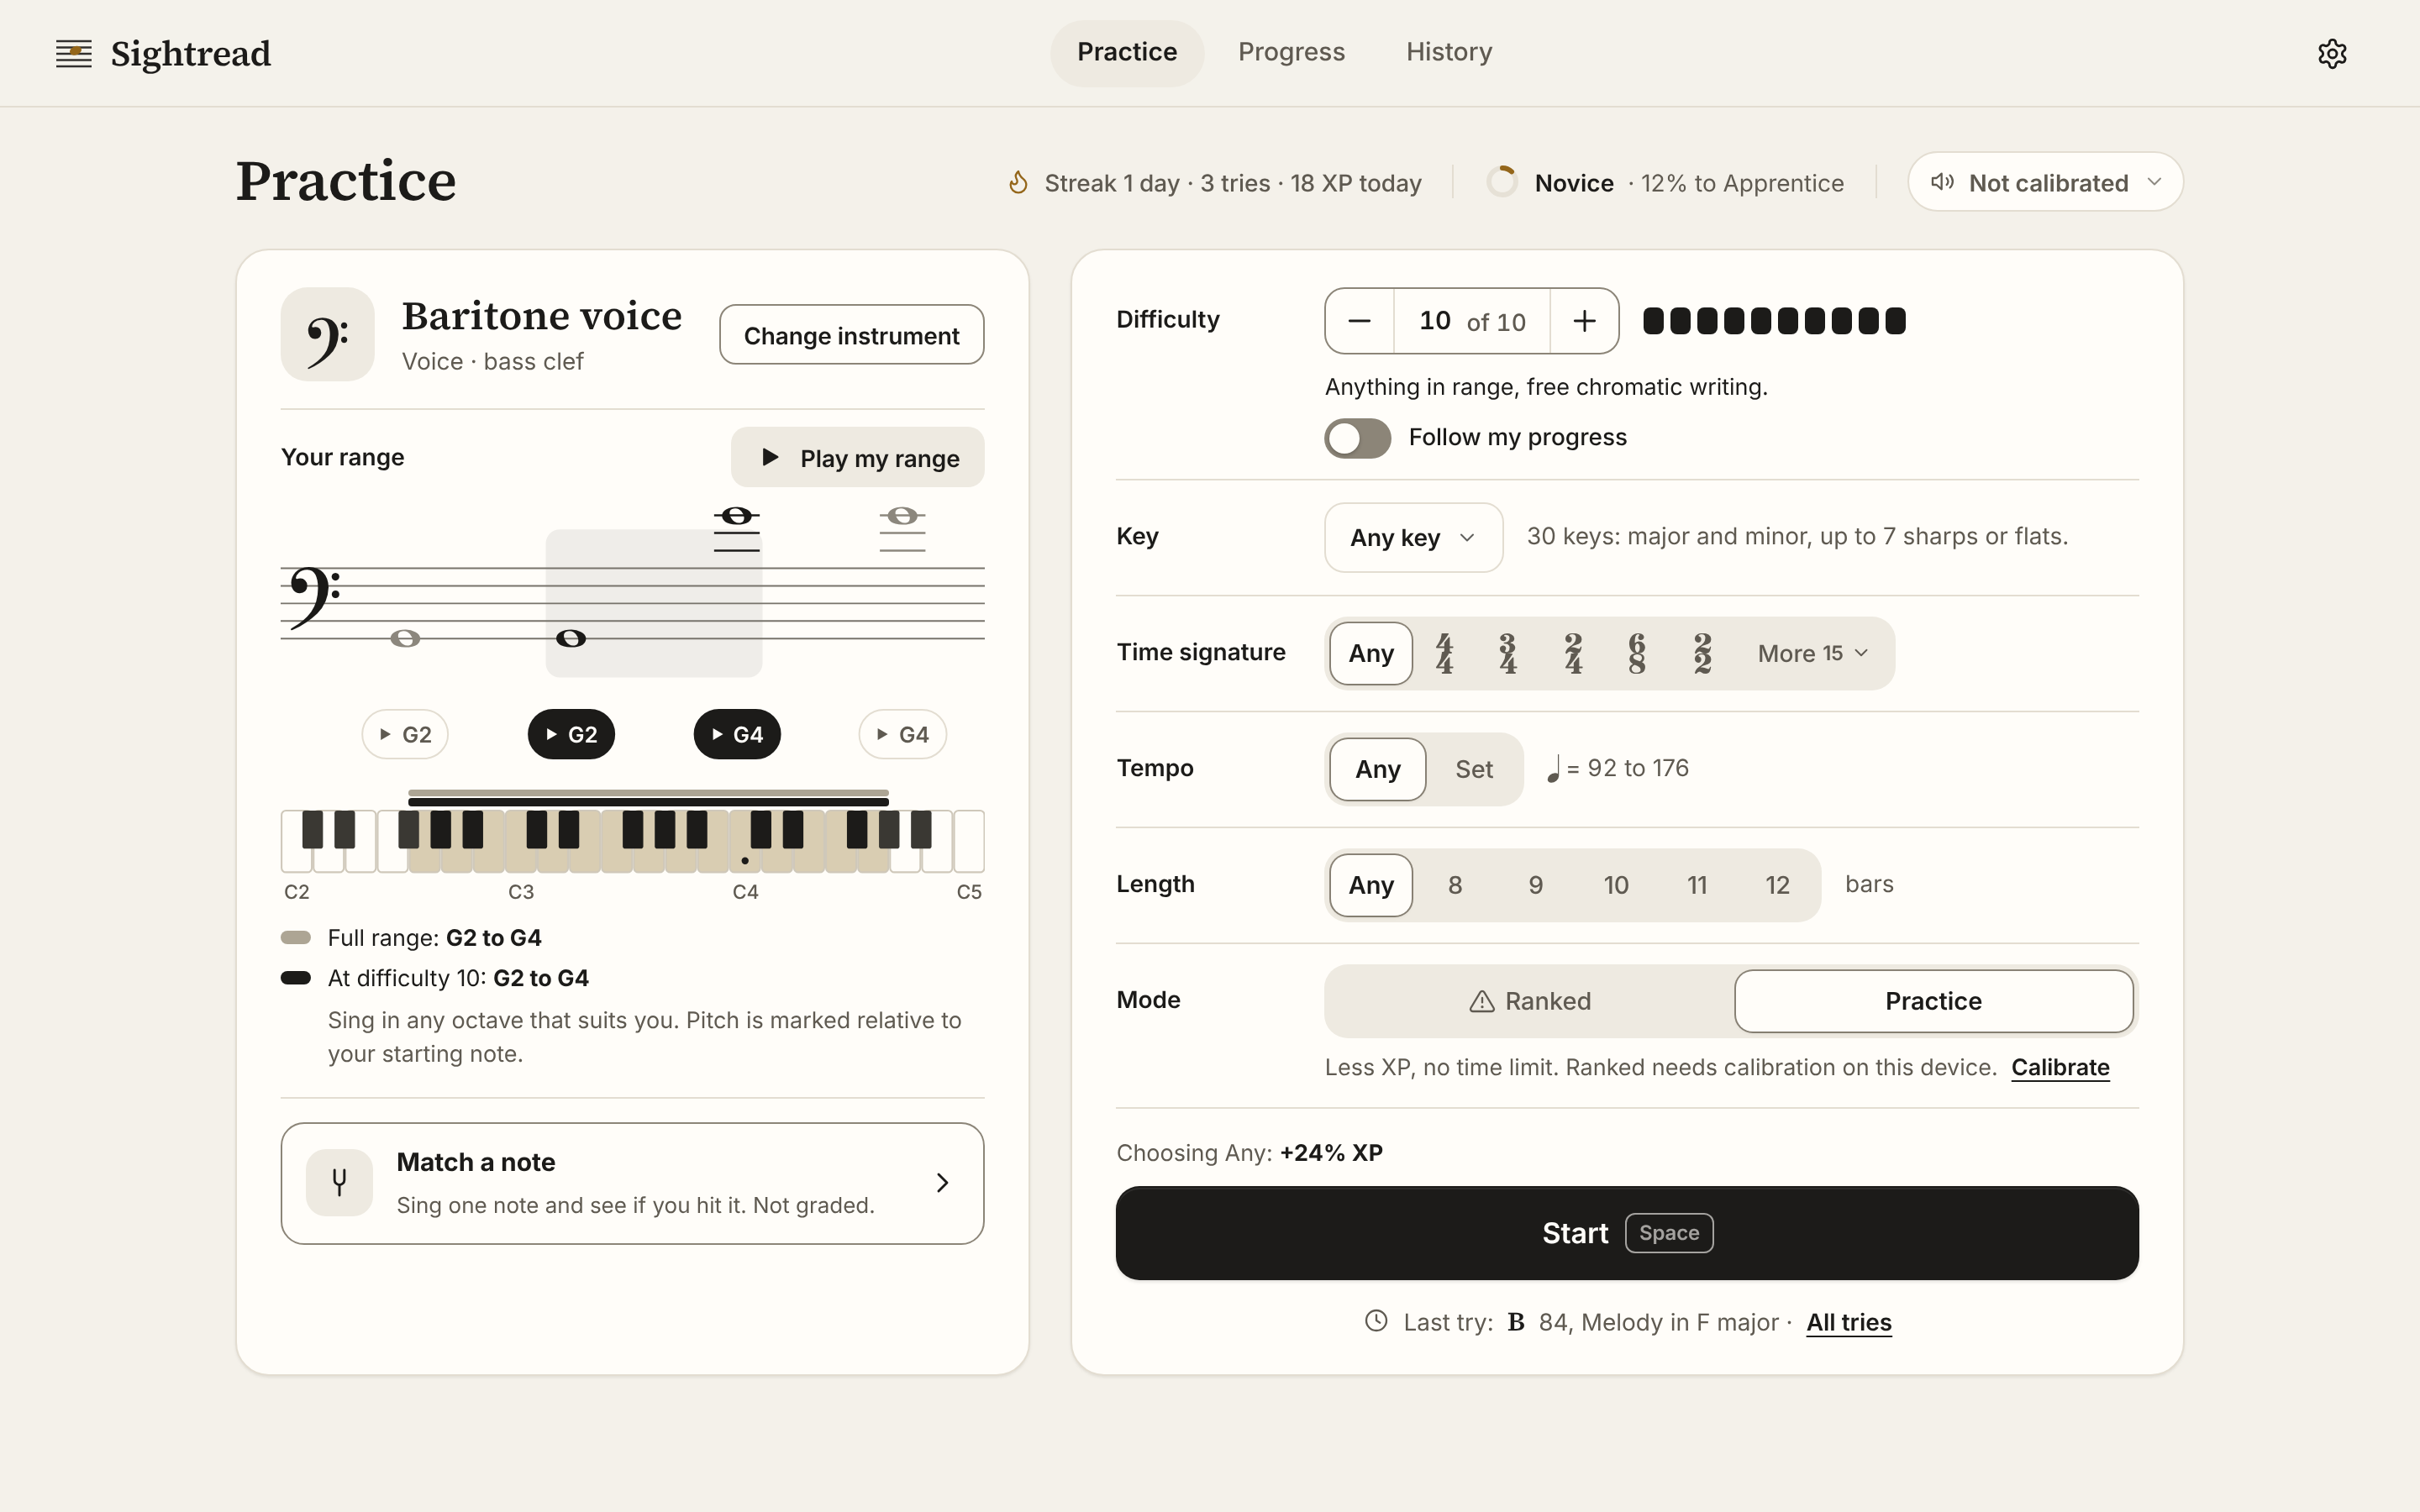 Sightread
Practice
Progress
History
Practice
Streak 1 day · 3 tries · 18 XP today
Novice · 12% to Apprentice
Not calibrated
Baritone voice
Voice · bass clef
Change instrument
Your range
Play my range
G2
G2
G4
G4
C2
C3
C4
C5
Full range: G2 to G4
At difficulty 10: G2 to G4
Sing in any octave that suits you. Pitch is marked relative to
your starting note.
Match a note
Sing one note and see if you hit it. Not graded.
Difficulty
10 of 10
Anything in range, free chromatic writing.
Follow my progress
Key
Any key
30 keys: major and minor, up to 7 sharps or flats.
Time signature
Any
4/4
3/4
2/4
6/8
2/2
More 15
Tempo
Any
Set
= 92 to 176
Length
Any
8
9
10
11
12
bars
Mode
Ranked
Practice
Less XP, no time limit. Ranked needs calibration on this device. Calibrate
Choosing Any: +24% XP
Start Space
Last try: B 84, Melody in F major · All tries